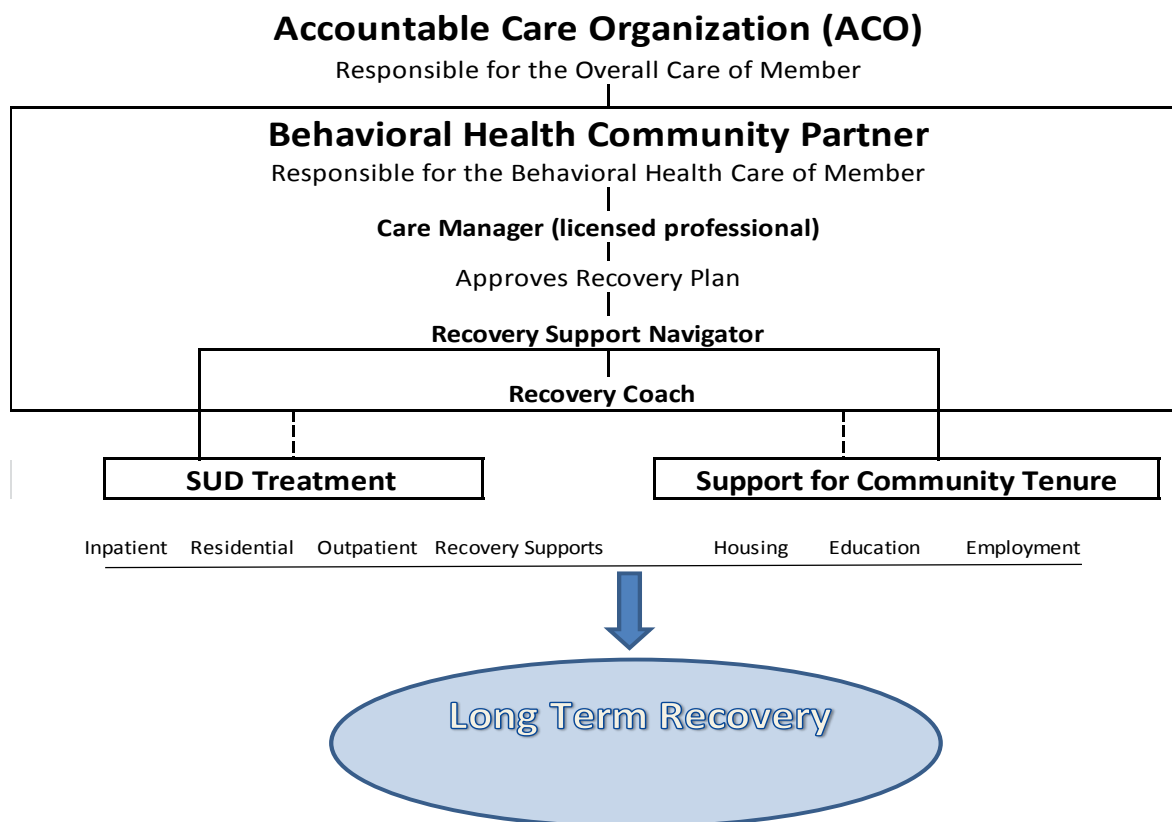 Accountable Care Organization (ACO)
Responsible for the Overall Care of Member
Behavioral Health Community Partner
Responsible for the Behavioral Health Care of Member
Care Manager (licensed professional)
Approves Recovery Plan
Recovery Support Navigator
Recovery Coach
SUD Treatment
Support for Community Tenure
Inpatient Residential Outpatient Recovery Supports Housing Education Employment
Long Term Recovery